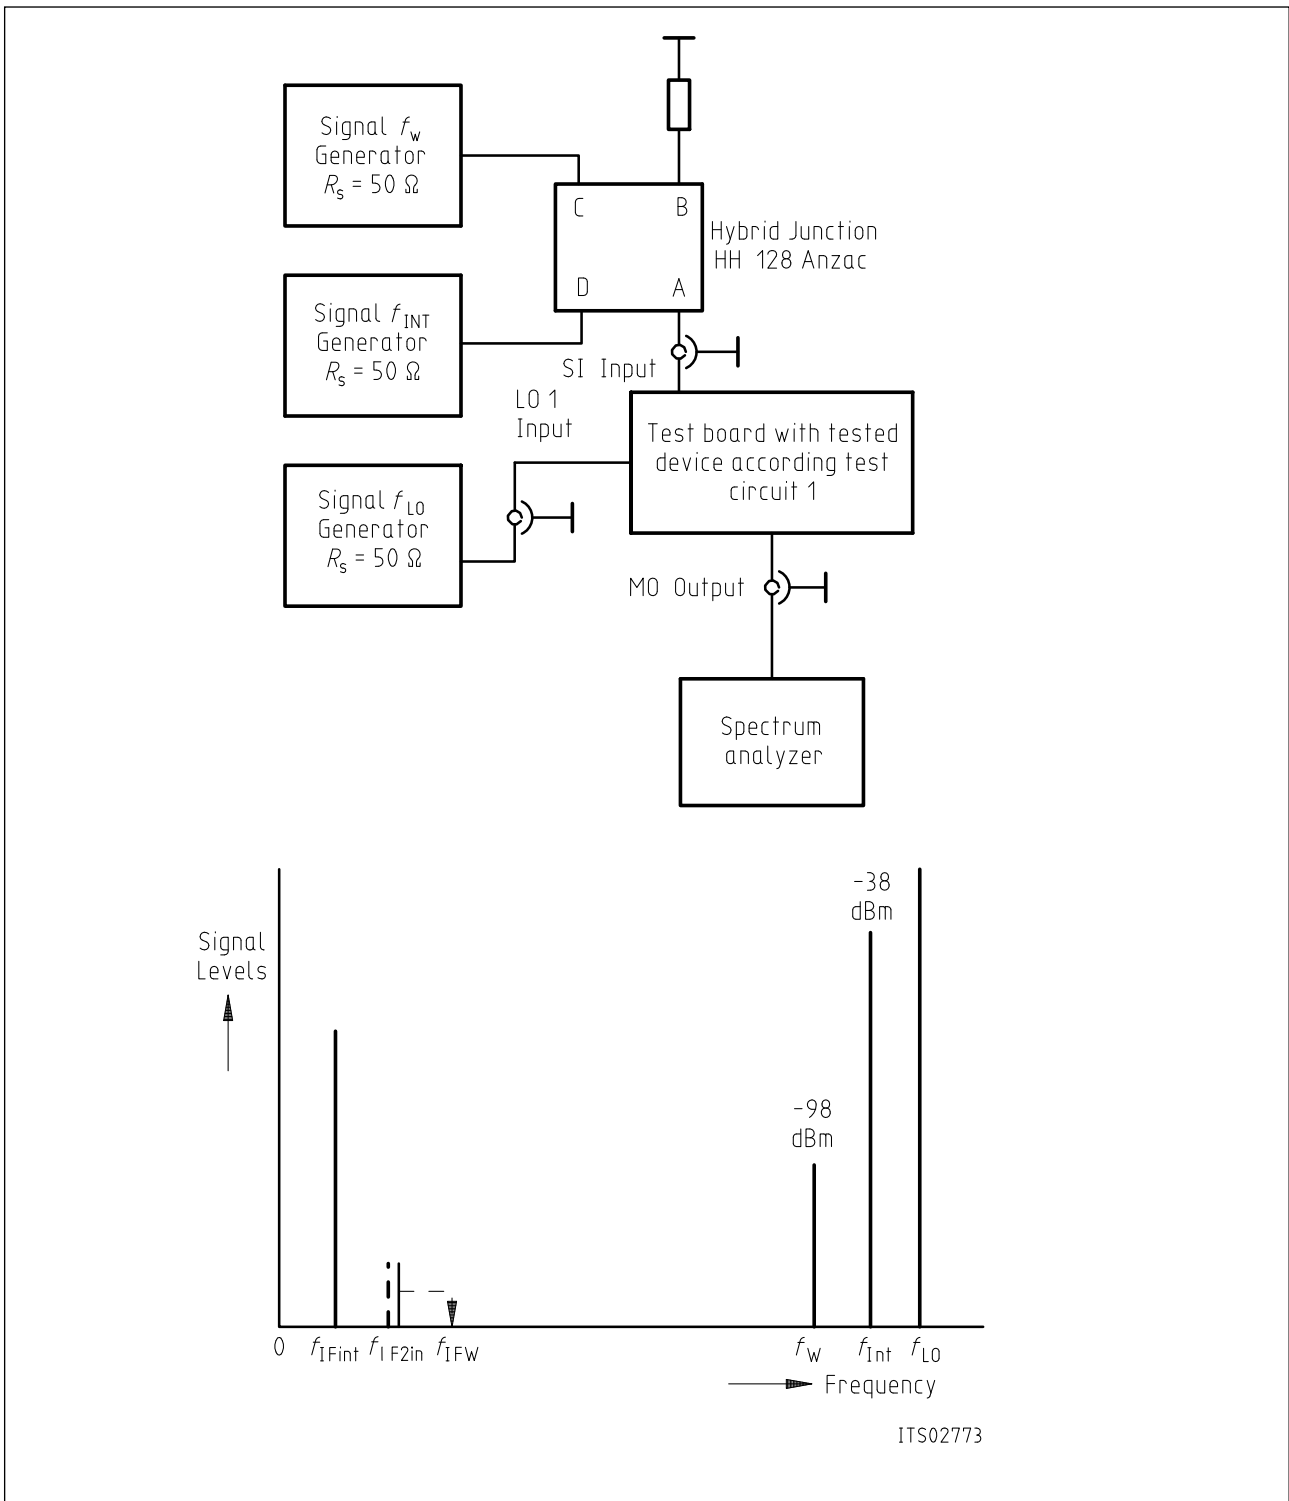 Signal fw
Generator
Rs = 50 Ω
C
B
Hybrid Junction
HH 128 Anzac
D
A
Signal fINT
Generator
Rs = 50 Ω
SI Input
LO 1
Input
Test board with tested
device according test
circuit 1
Signal fLO
Generator
Rs = 50 Ω
MO Output
Spectrum
analyzer
-38
dBm
Signal
Levels
-98
dBm
0 fIFint fIF2in fIFW fW fInt fLO
Frequency
ITS02773